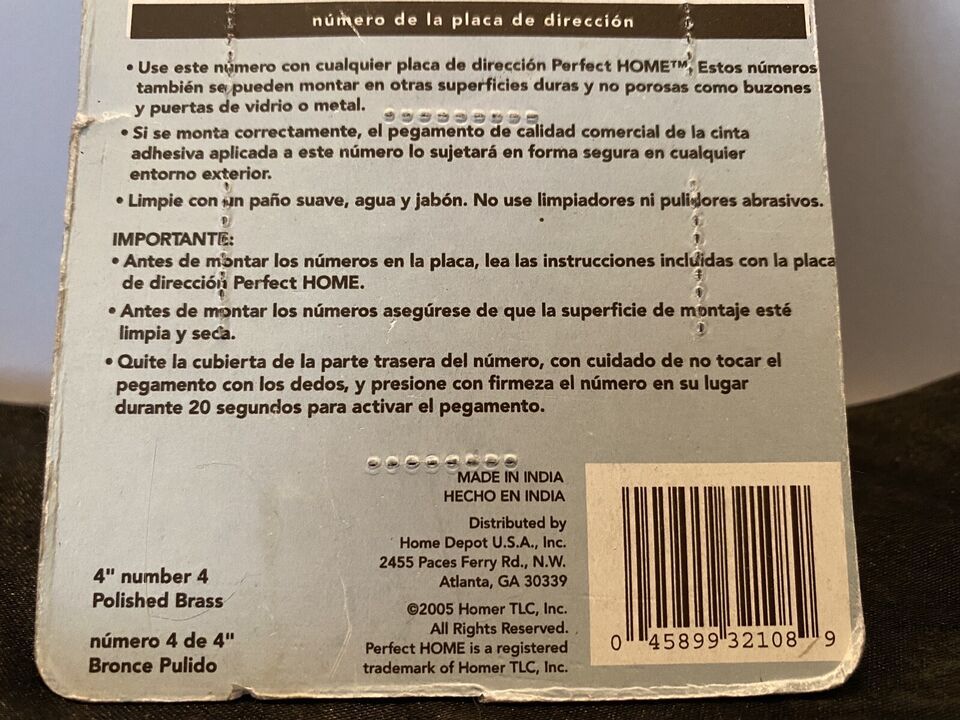 número de la placa de dirección
• Use este número con cualquier placa de dirección Perfect HOME™. Estos números
también se pueden montar en otras superficies duras y no porosas como buzones
y puertas de vidrio o metal.
• Si se monta correctamente, el pegamento de calidad comercial de la cinta
adhesiva aplicada a este número lo sujetará en forma segura en cualquier
entorno exterior.
• Limpie con un paño suave, agua y jabón. No use limpiadores ni pulidores abrasivos.
IMPORTANTE:
• Antes de montar los números en la placa, lea las instrucciones incluidas con la placa
de dirección Perfect HOME.
• Antes de montar los números asegúrese de que la superficie de montaje esté
limpia y seca.
• Quite la cubierta de la parte trasera del número, con cuidado de no tocar el
pegamento con los dedos, y presione con firmeza el número en su lugar
durante 20 segundos para activar el pegamento.
MADE IN INDIA
HECHO EN INDIA
Distributed by
Home Depot U.S.A., Inc.
2455 Paces Ferry Rd., N.W.
Atlanta, GA 30339
©2005 Homer TLC, Inc.
All Rights Reserved.
Perfect HOME is a registered
trademark of Homer TLC, Inc.
4" number 4
Polished Brass
número 4 de 4"
Bronce Pulido
0 45899 32108 9